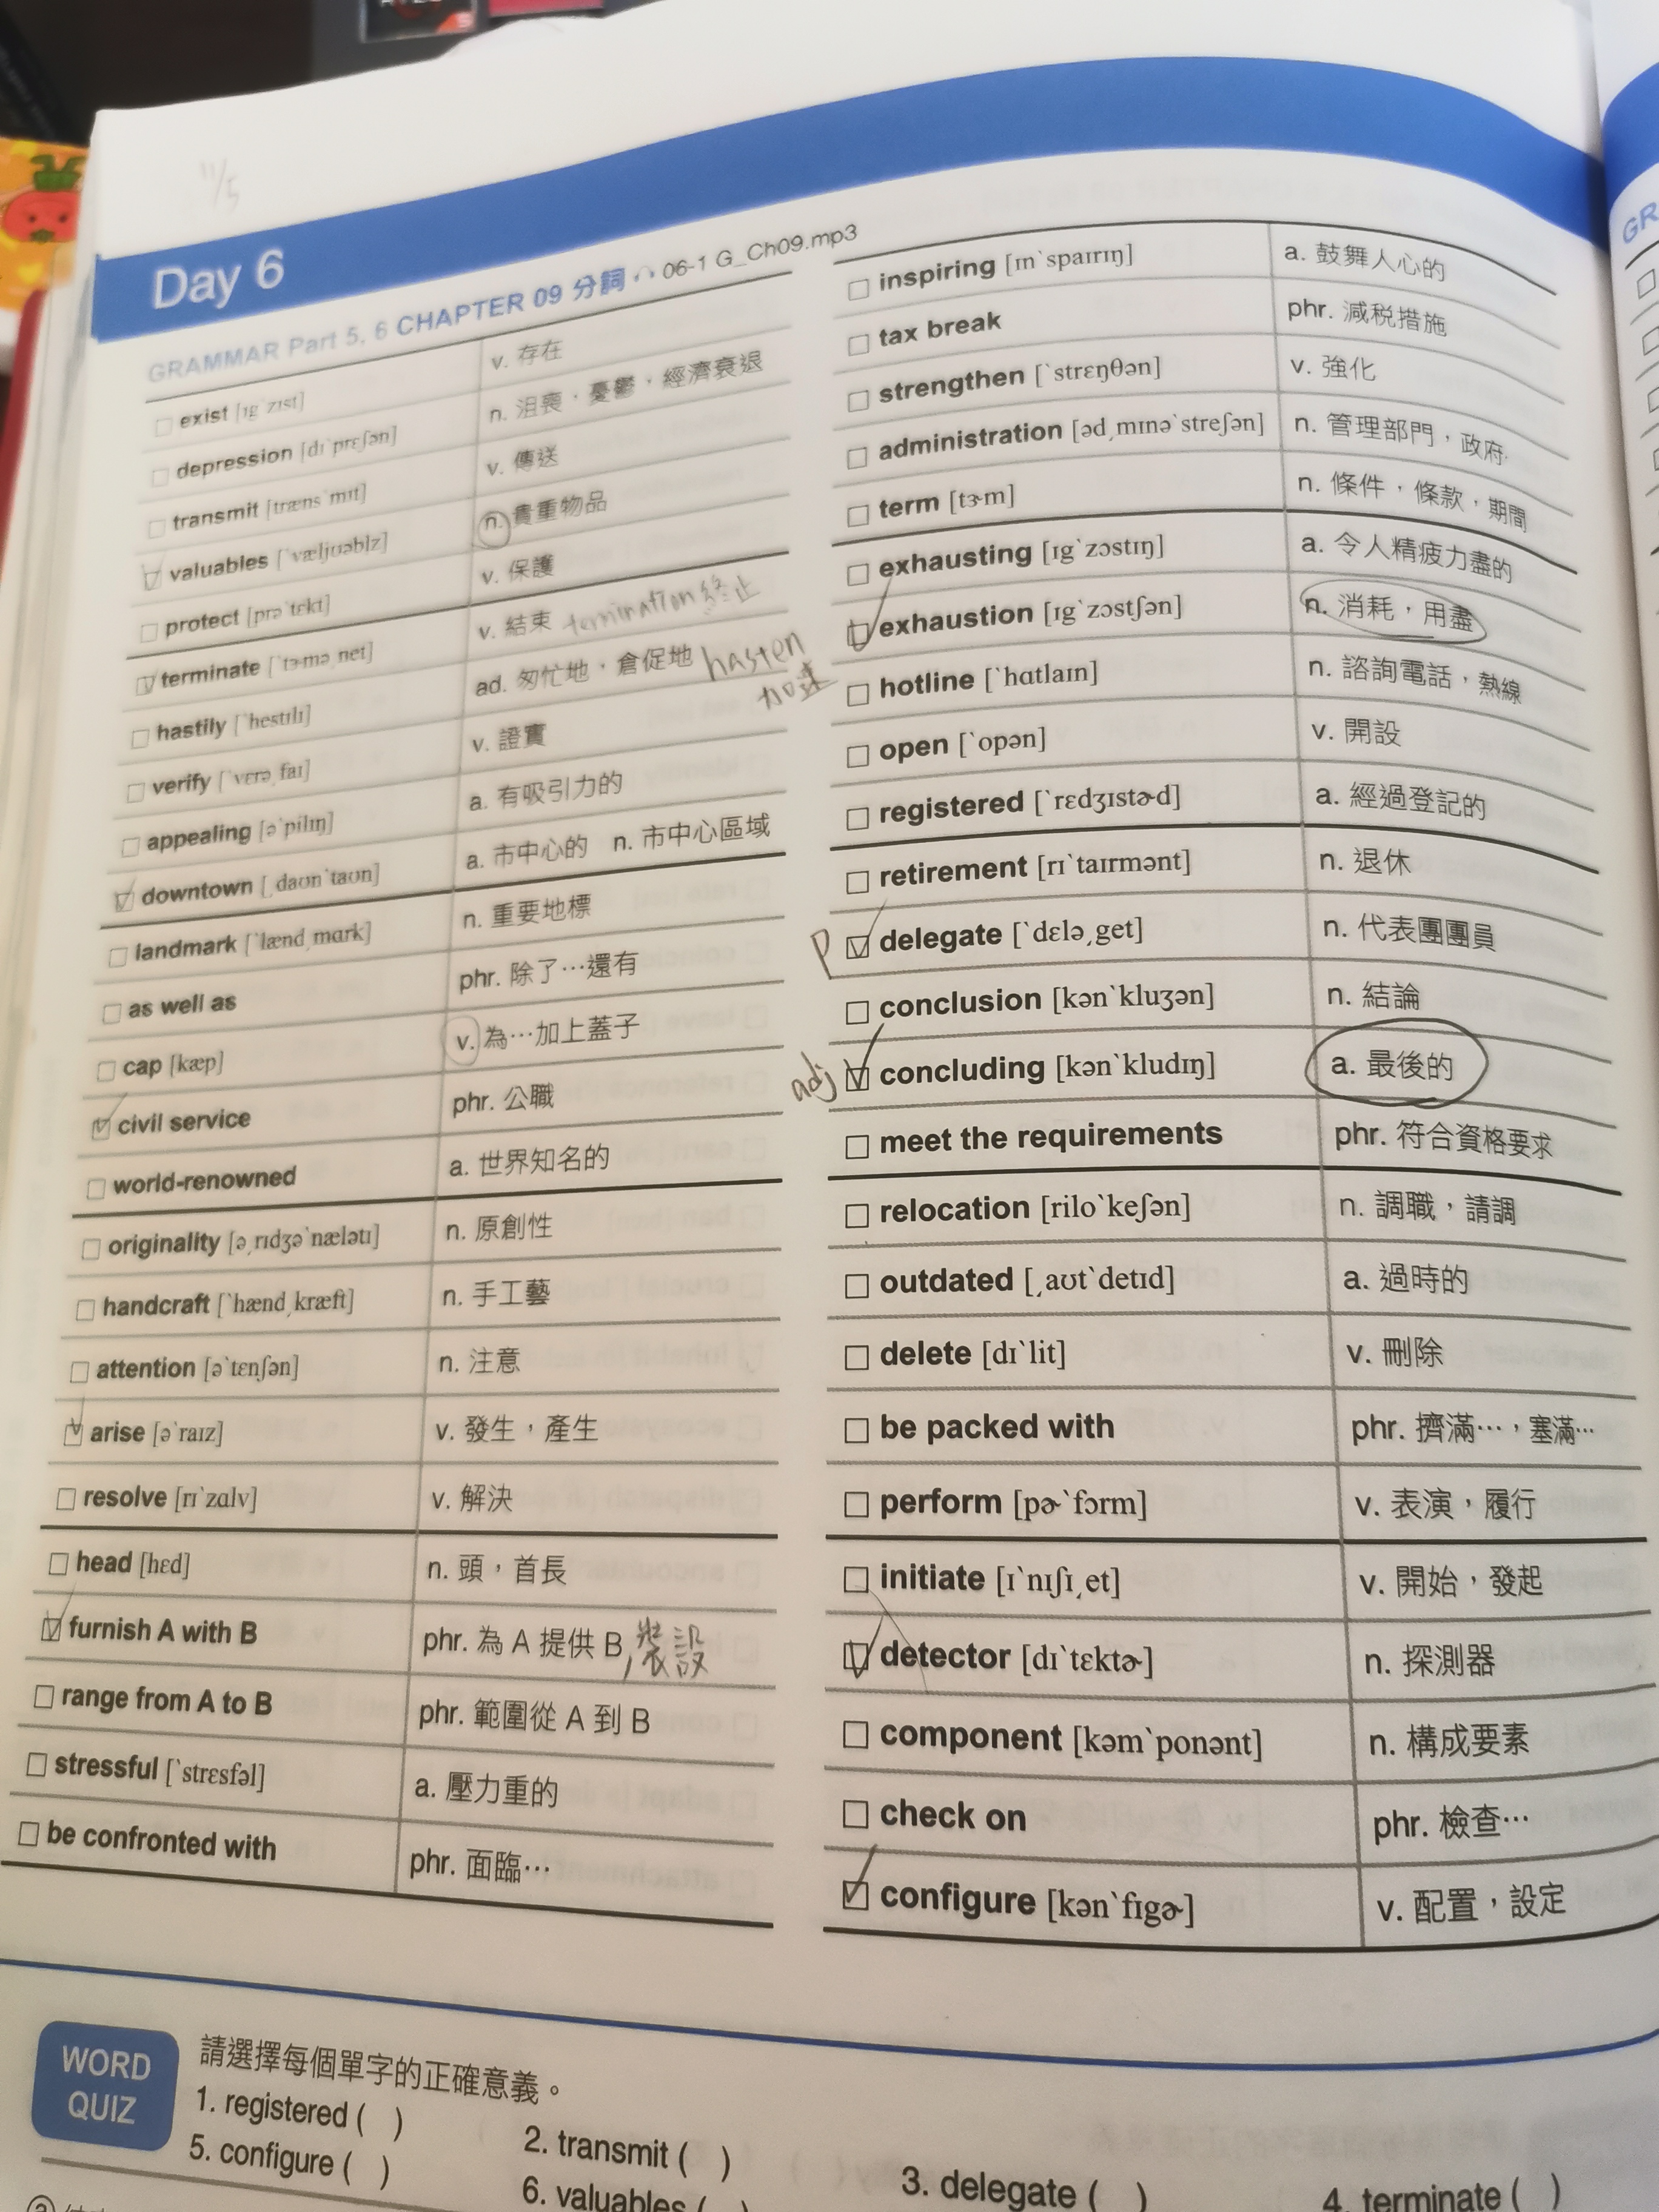 11/5
Day 6
GRAMMAR Part 5, 6 CHAPTER 09 分詞 06-1 G_Ch09.mp3
□ exist [ɪgˋzɪst] v. 存在
□ depression [dɪˋprɛʃən] n. 沮喪，憂鬱，經濟衰退
□ transmit [trænsˋmɪt] v. 傳送
☑ valuables [ˋvæljʊəblz] n. 貴重物品
□ protect [prəˋtɛkt] v. 保護
☑ terminate [ˋtɝməˏnet] v. 結束 termination 終止
□ hastily [ˋhestɪlɪ] ad. 匆忙地，倉促地 hasten 加速
□ verify [ˋvɛrəˏfaɪ] v. 證實
□ appealing [əˋpilɪŋ] a. 有吸引力的
☑ downtown [ˏdaʊnˋtaʊn] a. 市中心的 n. 市中心區域
□ landmark [ˋlændˏmɑrk] n. 重要地標
□ as well as phr. 除了…還有
□ cap [kæp] v. 為…加上蓋子
☑ civil service phr. 公職
□ world-renowned a. 世界知名的
□ originality [əˏrɪdʒəˋnælətɪ] n. 原創性
□ handcraft [ˋhændˏkræft] n. 手工藝
□ attention [əˋtɛnʃən] n. 注意
☑ arise [əˋraɪz] v. 發生，產生
□ resolve [rɪˋzɑlv] v. 解決
□ head [hɛd] n. 頭，首長
☑ furnish A with B phr. 為 A 提供 B, 裝設
□ range from A to B phr. 範圍從 A 到 B
□ stressful [ˋstrɛsfəl] a. 壓力重的
□ be confronted with phr. 面臨…
□ inspiring [ɪnˋspaɪrɪŋ] a. 鼓舞人心的
□ tax break phr. 減稅措施
□ strengthen [ˋstrɛŋθən] v. 強化
□ administration [ədˏmɪnəˋstreʃən] n. 管理部門，政府
□ term [tɝm] n. 條件，條款，期間
□ exhausting [ɪgˋzɔstɪŋ] a. 令人精疲力盡的
☑ exhaustion [ɪgˋzɔstʃən] n. 消耗，用盡
□ hotline [ˋhɑtlaɪn] n. 諮詢電話，熱線
□ open [ˋopən] v. 開設
□ registered [ˋrɛdʒɪstɚd] a. 經過登記的
□ retirement [rɪˋtaɪrmənt] n. 退休
P ☑ delegate [ˋdɛləˏget] n. 代表團團員
□ conclusion [kənˋkluʒən] n. 結論
adj ☑ concluding [kənˋkludɪŋ] a. 最後的
□ meet the requirements phr. 符合資格要求
□ relocation [riloˋkeʃən] n. 調職，請調
□ outdated [ˏaʊtˋdetɪd] a. 過時的
□ delete [dɪˋlit] v. 刪除
□ be packed with phr. 擠滿…，塞滿…
□ perform [pɚˋfɔrm] v. 表演，履行
□ initiate [ɪˋnɪʃɪˏet] v. 開始，發起
☑ detector [dɪˋtɛktɚ] n. 探測器
□ component [kəmˋponənt] n. 構成要素
□ check on phr. 檢查…
☑ configure [kənˋfɪgɚ] v. 配置，設定
WORD
QUIZ
請選擇每個單字的正確意義。
1. registered ( ) 2. transmit ( ) 3. delegate ( ) 4. terminate ( )
5. configure ( ) 6. valuables ( )
GR